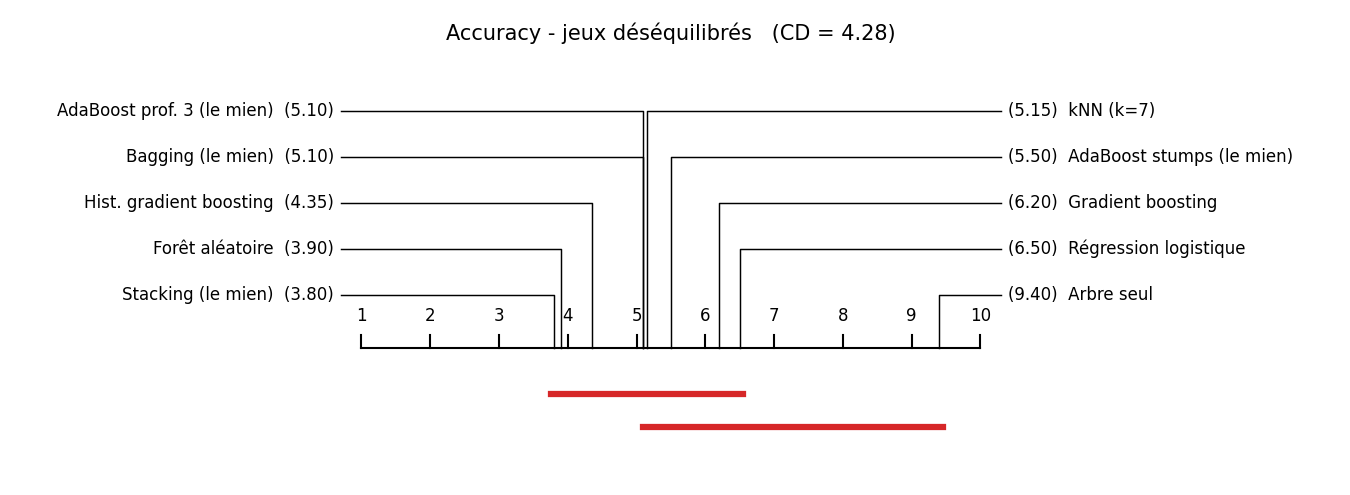 Accuracy - jeux déséquilibrés   (CD = 4.28)
AdaBoost prof. 3 (le mien)  (5.10)
Bagging (le mien)  (5.10)
Hist. gradient boosting  (4.35)
Forêt aléatoire  (3.90)
Stacking (le mien)  (3.80)
(5.15)  kNN (k=7)
(5.50)  AdaBoost stumps (le mien)
(6.20)  Gradient boosting
(6.50)  Régression logistique
(9.40)  Arbre seul
1 2 3 4 5 6 7 8 9 10